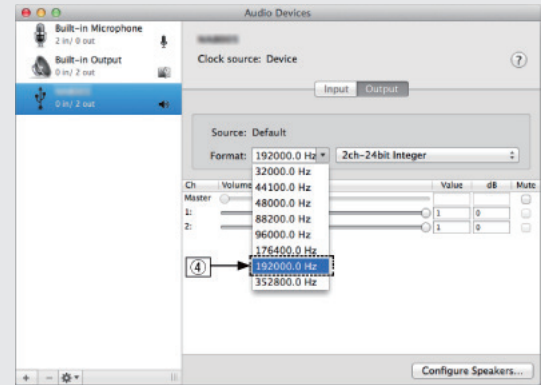 Audio Devices
Built-in Microphone
2 in/ 0 out
Built-in Output
0 in/ 2 out
0 in/ 2 out
Clock source: Device
?
Input Output
Source: Default
Format: 192000.0 Hz 2ch-24bit Integer
32000.0 Hz
44100.0 Hz
48000.0 Hz
88200.0 Hz
96000.0 Hz
176400.0 Hz
192000.0 Hz
352800.0 Hz
Ch Volume Value dB Mute
Master
1: 1 0
2: 1 0
④
+ −
Configure Speakers...